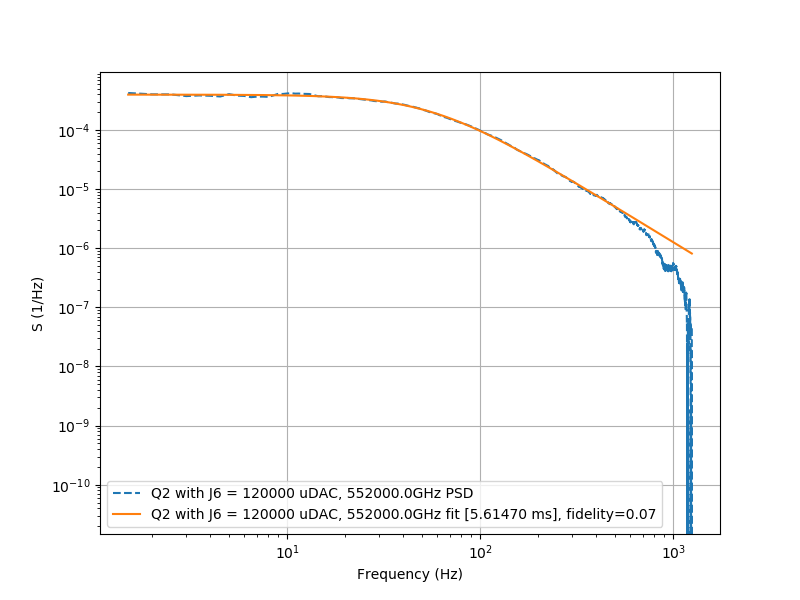 10⁻⁴
10⁻⁵
10⁻⁶
10⁻⁷
10⁻⁸
10⁻⁹
10⁻¹⁰
S (1/Hz)
Q2 with J6 = 120000 uDAC, 552000.0GHz PSD
Q2 with J6 = 120000 uDAC, 552000.0GHz fit [5.61470 ms], fidelity=0.07
10¹ 10² 10³
Frequency (Hz)